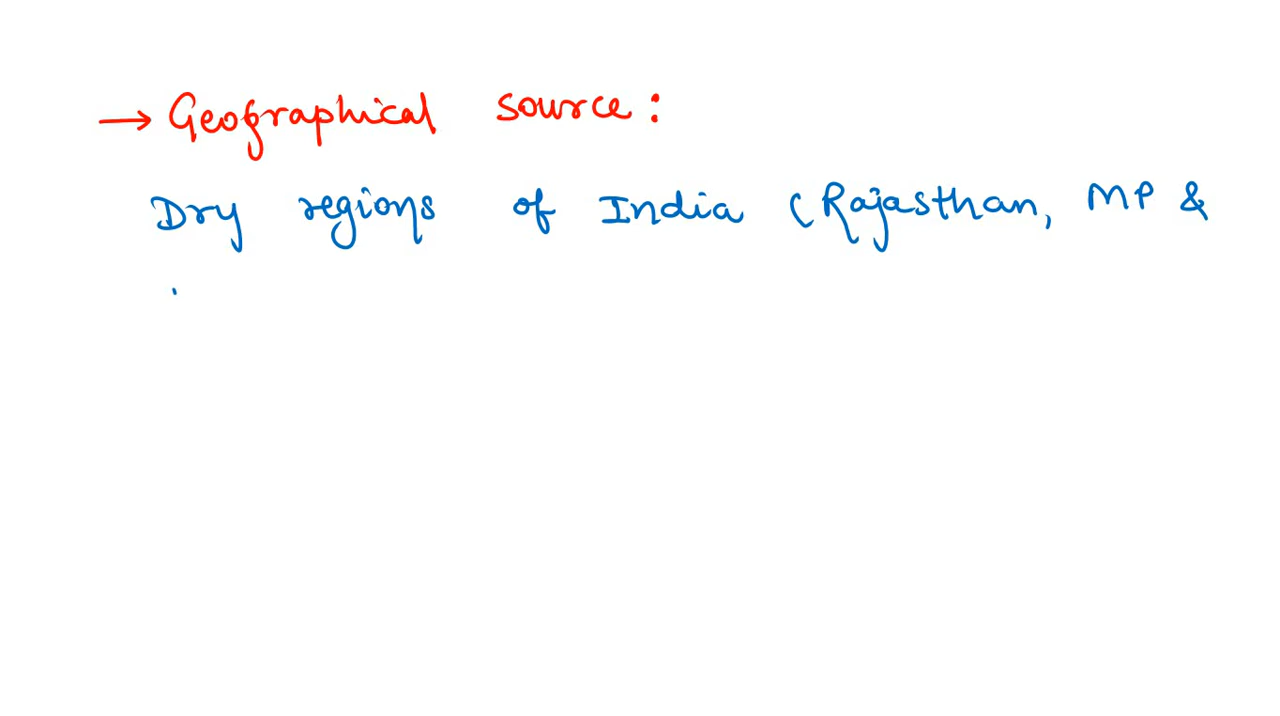 → Geographical source:
Dry regions of India (Rajasthan, MP &